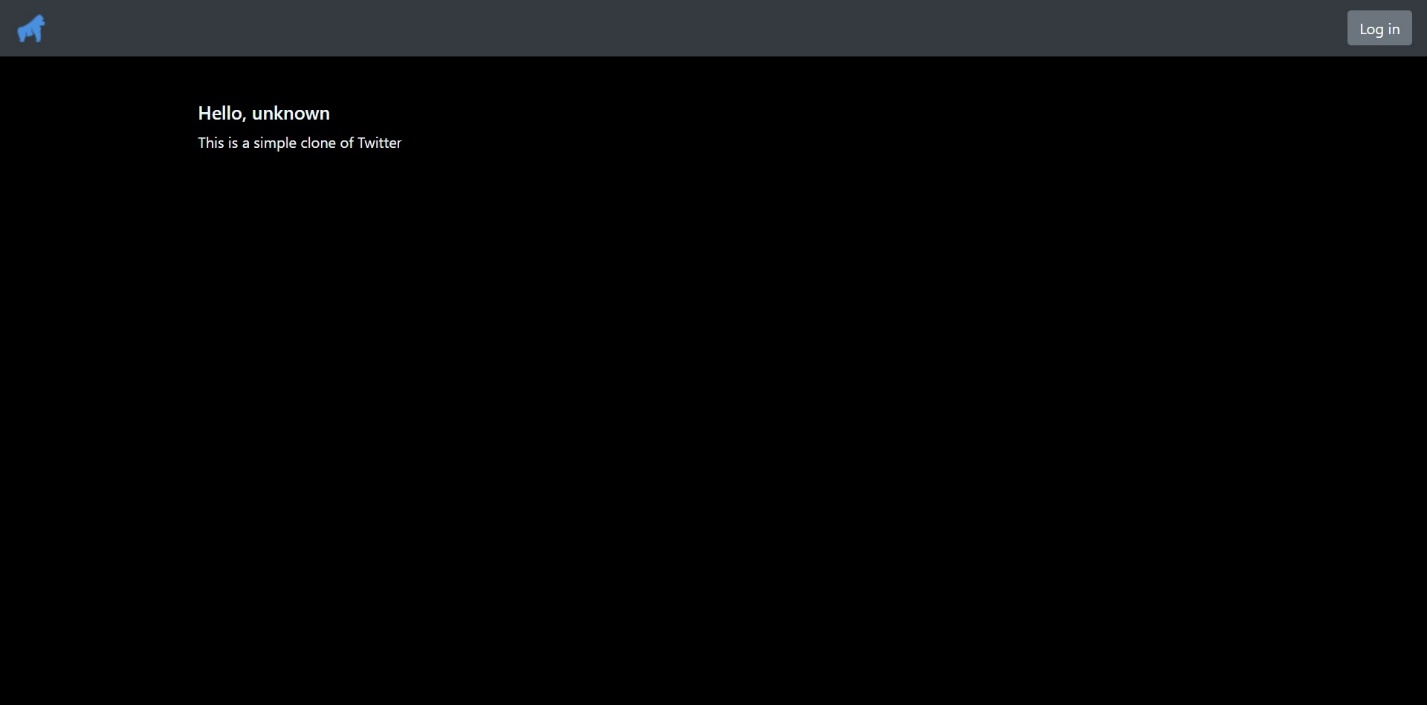 Log in
Hello, unknown
This is a simple clone of Twitter